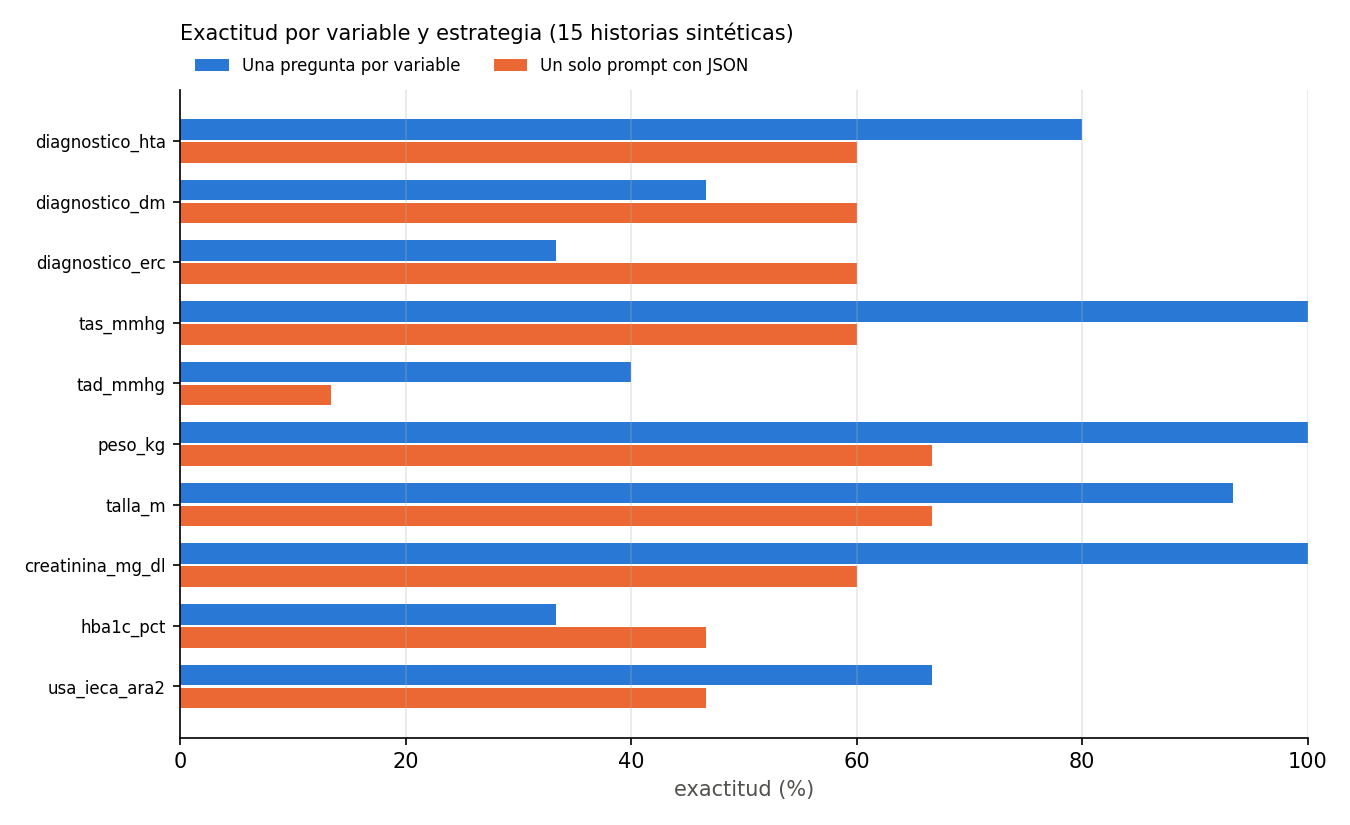 Exactitud por variable y estrategia (15 historias sintéticas)
Una pregunta por variable
Un solo prompt con JSON
diagnostico_hta
diagnostico_dm
diagnostico_erc
tas_mmhg
tad_mmhg
peso_kg
talla_m
creatinina_mg_dl
hba1c_pct
usa_ieca_ara2
0 20 40 60 80 100
exactitud (%)